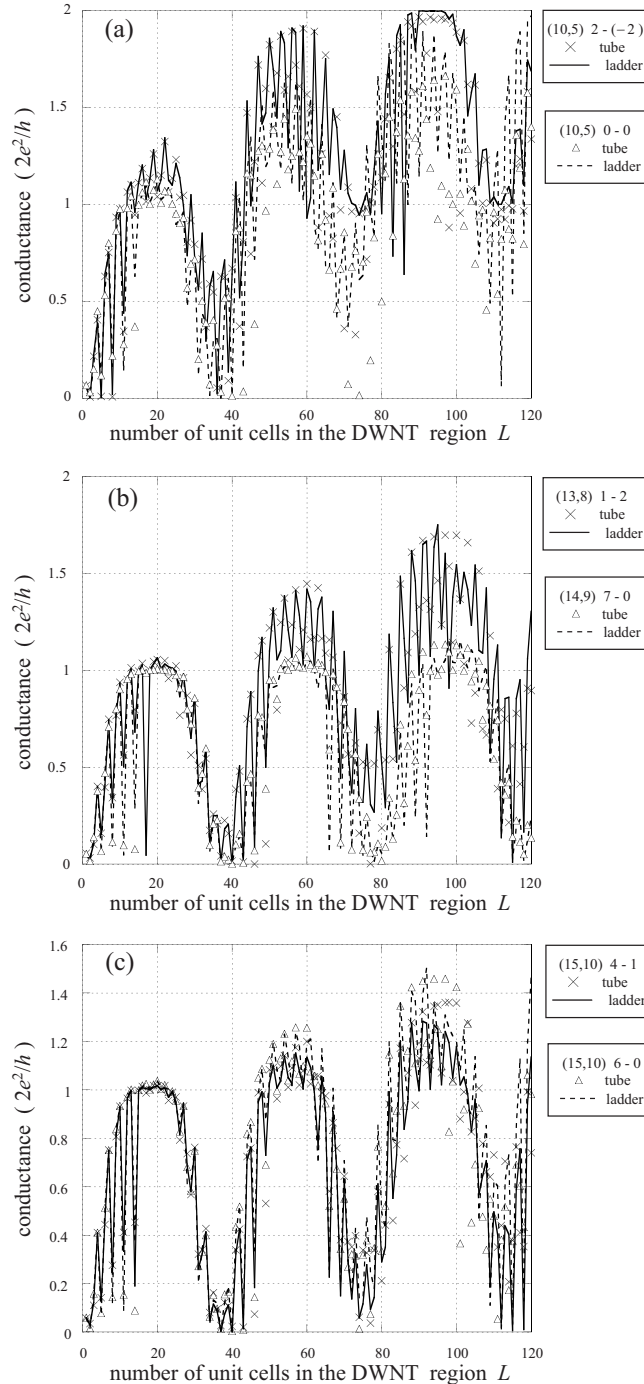 (a)
2
1.5
1
0.5
0
0 20 40 60 80 100 120
conductance ( 2e²/h )
number of unit cells in the DWNT region L
(10,5) 2 - (−2)
× tube
ladder
(10,5) 0 - 0
△ tube
ladder
(b)
2
1.5
1
0.5
0
0 20 40 60 80 100 120
conductance ( 2e²/h )
number of unit cells in the DWNT region L
(13,8) 1 - 2
× tube
ladder
(14,9) 7 - 0
△ tube
ladder
(c)
1.6
1.4
1.2
1
0.8
0.6
0.4
0.2
0
0 20 40 60 80 100 120
conductance ( 2e²/h )
number of unit cells in the DWNT region L
(15,10) 4 - 1
× tube
ladder
(15,10) 6 - 0
△ tube
ladder